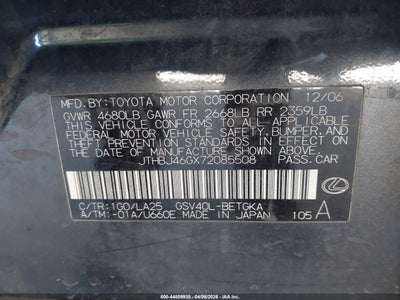 MFD. BY: TOYOTA MOTOR CORPORATION 12/06
GVWR 4680LB GAWR FR 2668LB RR 2359LB
THIS VEHICLE CONFORMS TO ALL APPLICABLE
FEDERAL MOTOR VEHICLE SAFETY, BUMPER, AND
THEFT PREVENTION STANDARDS IN EFFECT ON
THE DATE OF MANUFACTURE SHOWN ABOVE.
JTHBJ46GX72085508 PASS. CAR
C/TR: 1G0/LA25 GSV40L-BETGKA
A/TM: -01A/U660E MADE IN JAPAN 105 A
000-44609938 - 04/06/2026 - © IAA, Inc.